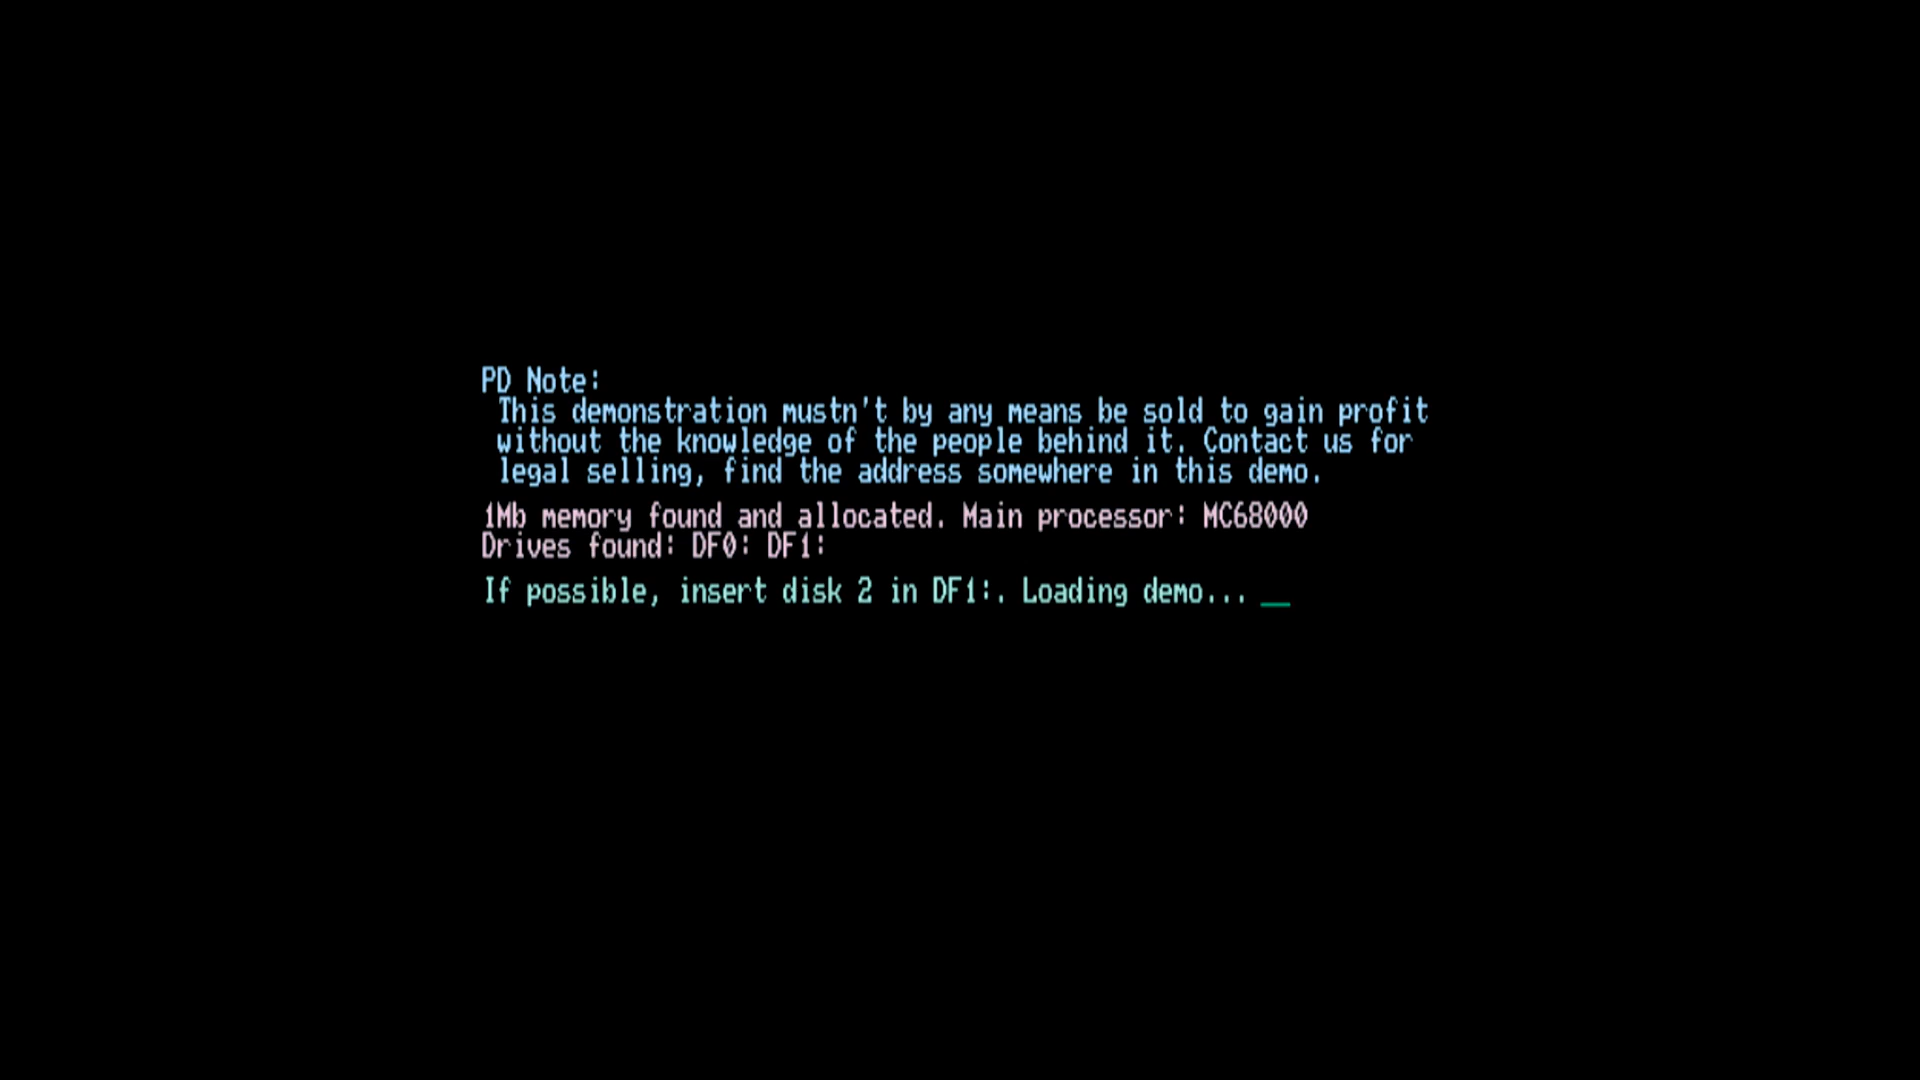 PD Note:
This demonstration mustn't by any means be sold to gain profit
without the knowledge of the people behind it. Contact us for
legal selling, find the address somewhere in this demo.
1Mb memory found and allocated. Main processor: MC68000
Drives found: DF0: DF1:
If possible, insert disk 2 in DF1:. Loading demo...